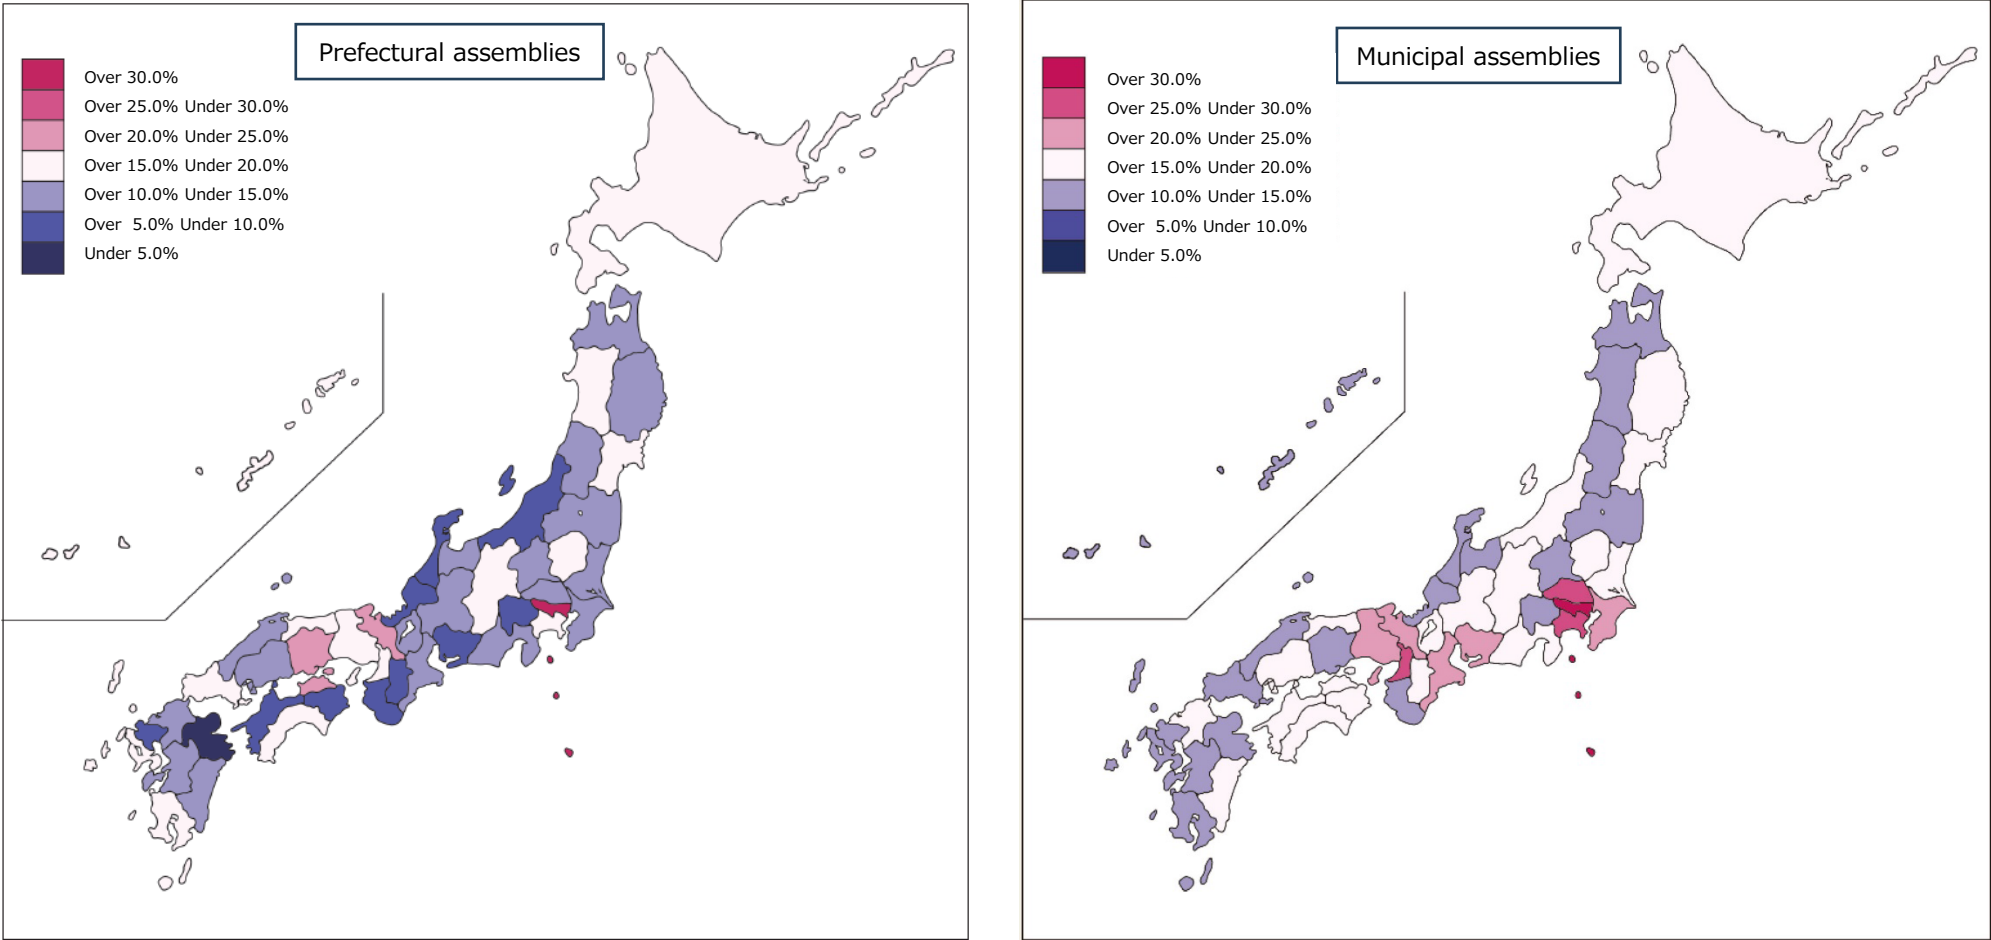 Prefectural assemblies
Over 30.0%
Over 25.0% Under 30.0%
Over 20.0% Under 25.0%
Over 15.0% Under 20.0%
Over 10.0% Under 15.0%
Over 5.0% Under 10.0%
Under 5.0%
Municipal assemblies
Over 30.0%
Over 25.0% Under 30.0%
Over 20.0% Under 25.0%
Over 15.0% Under 20.0%
Over 10.0% Under 15.0%
Over 5.0% Under 10.0%
Under 5.0%